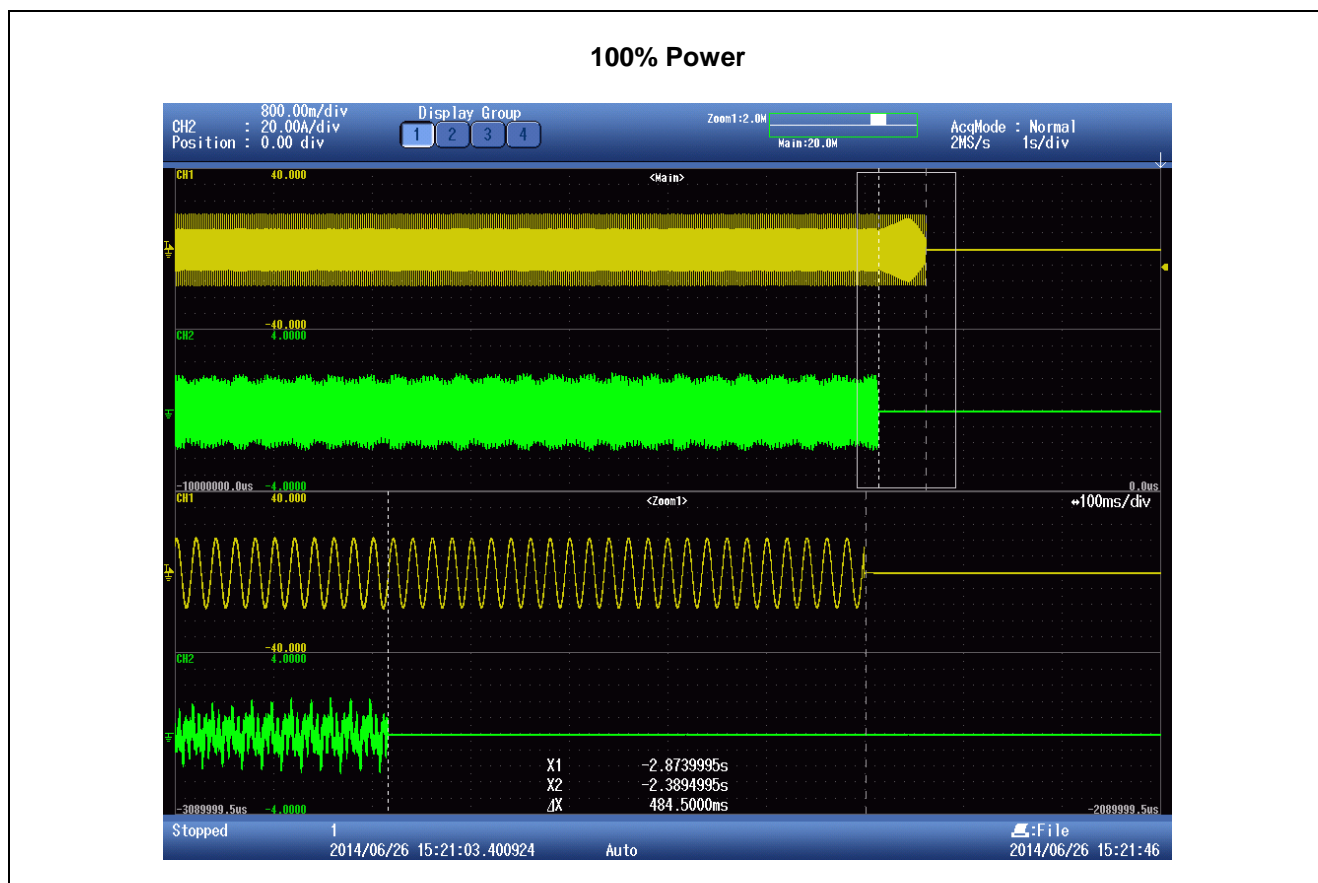 100% Power
800.00m/div
CH2 : 20.00A/div
Position : 0.00 div
Display Group
1 2 3 4
Zoom1:2.0M
Main:20.0M
AcqMode : Normal
2MS/s 1s/div
CH1 40.000
<Main>
-40.000
CH2 4.0000
-10000000.0us -4.0000
0.0us
CH1 40.000
<Zoom1>
↔100ms/div
-40.000
CH2 4.0000
X1 -2.8739995s
X2 -2.3894995s
⊿X 484.5000ms
-3089999.5us -4.0000
-2089999.5us
Stopped 1
2014/06/26 15:21:03.400924 Auto
:File
2014/06/26 15:21:46